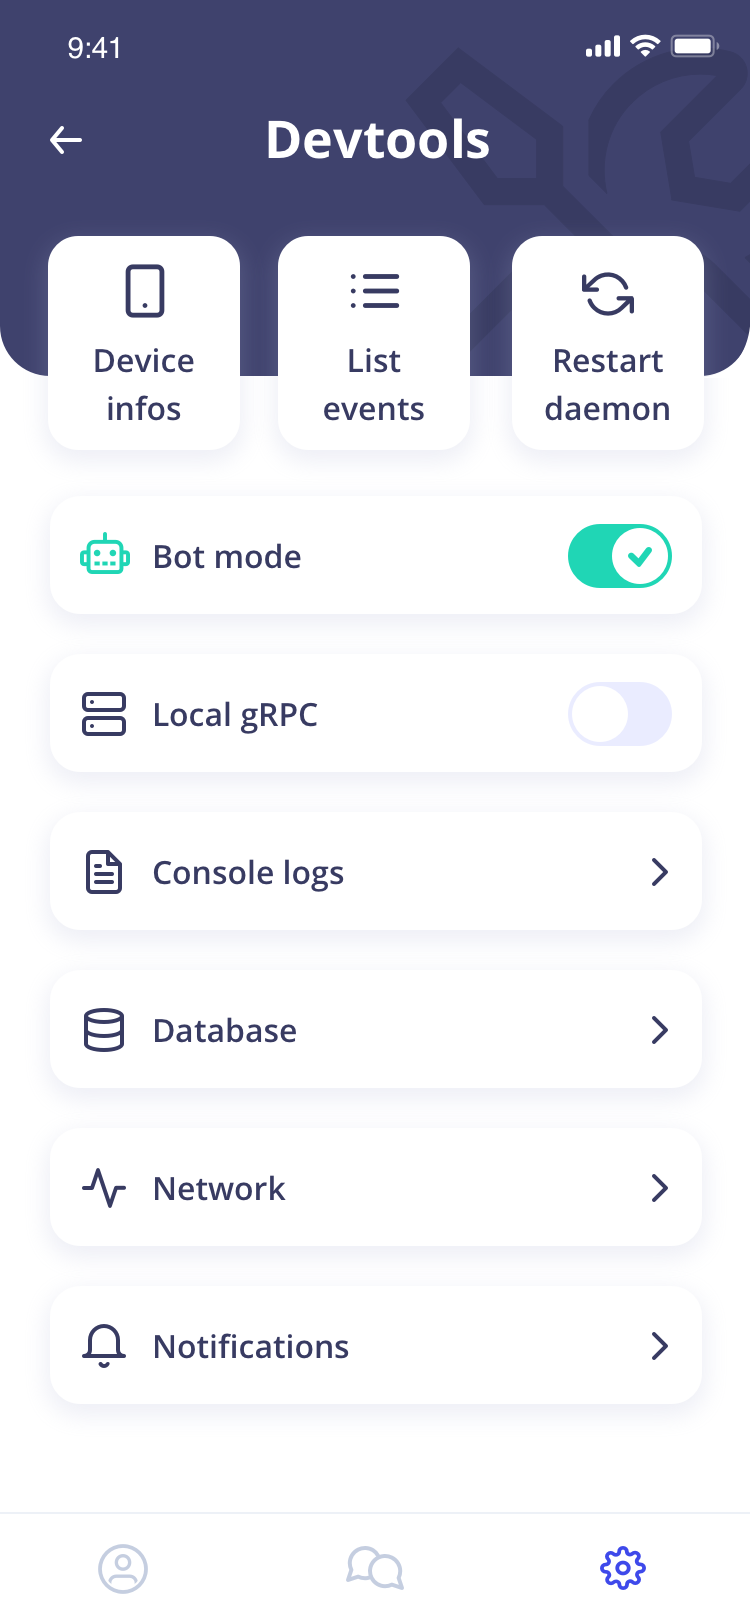 9:41
Devtools
Device
infos
List
events
Restart
daemon
Bot mode
Local gRPC
Console logs
Database
Network
Notifications